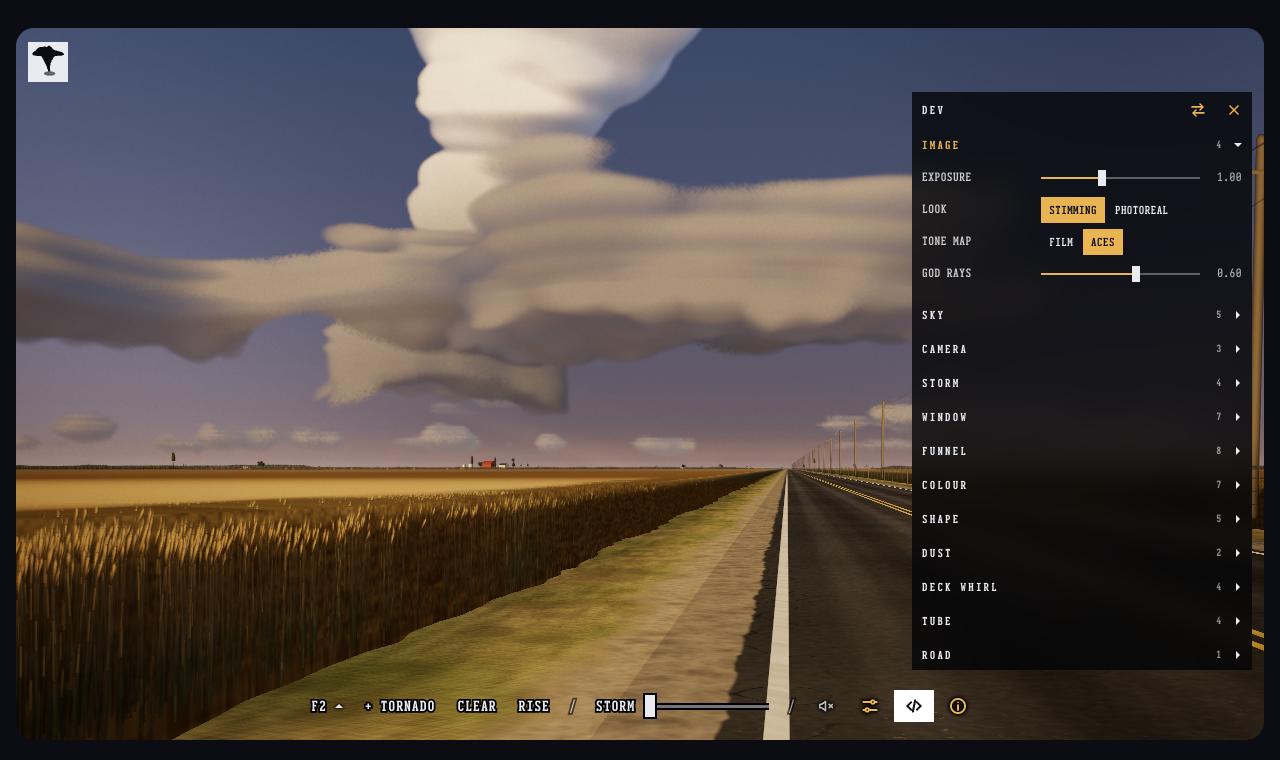 DEV
IMAGE 4
EXPOSURE 1.00
LOOK STIMMING PHOTOREAL
TONE MAP FILM ACES
GOD RAYS 0.60
SKY 5
CAMERA 3
STORM 4
WINDOW 7
FUNNEL 8
COLOUR 7
SHAPE 5
DUST 2
DECK WHIRL 4
TUBE 4
ROAD 1
F2 + TORNADO CLEAR RISE / STORM /